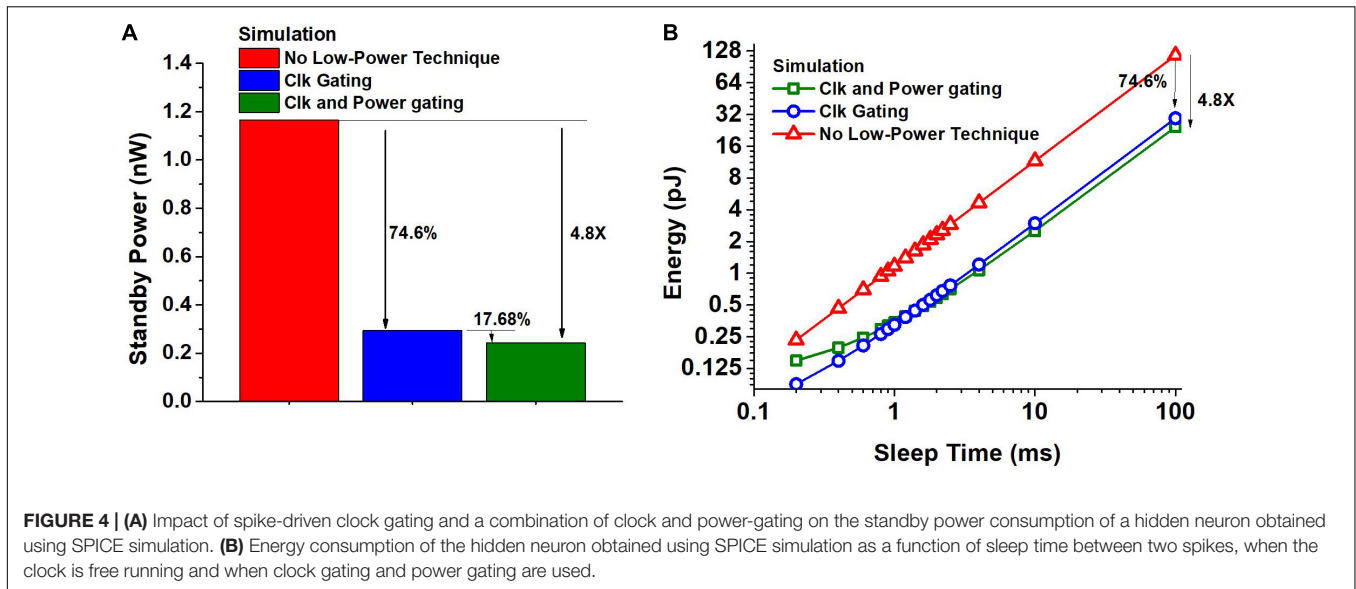 A
Simulation
No Low-Power Technique
Clk Gating
Clk and Power gating
Standby Power (nW)
1.4
1.2
1.0
0.8
0.6
0.4
0.2
0.0
74.6%
17.68%
4.8X
B
Simulation
Clk and Power gating
Clk Gating
No Low-Power Technique
74.6%
4.8X
Energy (pJ)
128
64
32
16
8
4
2
1
0.5
0.25
0.125
0.1
1
10
100
Sleep Time (ms)
FIGURE 4 | (A) Impact of spike-driven clock gating and a combination of clock and power-gating on the standby power consumption of a hidden neuron obtained
using SPICE simulation. (B) Energy consumption of the hidden neuron obtained using SPICE simulation as a function of sleep time between two spikes, when the
clock is free running and when clock gating and power gating are used.